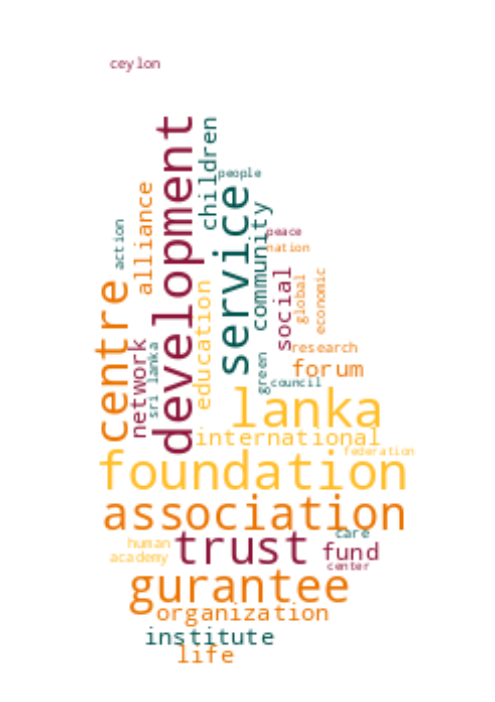 ceylon
development
children
people
service
alliance
community
action
peace
nation
social
global
economic
centre
education
network
sri lanka
research
forum
green
council
lanka
international
federation
foundation
association
care
trust
human
fund
academy
center
gurantee
organization
institute
life